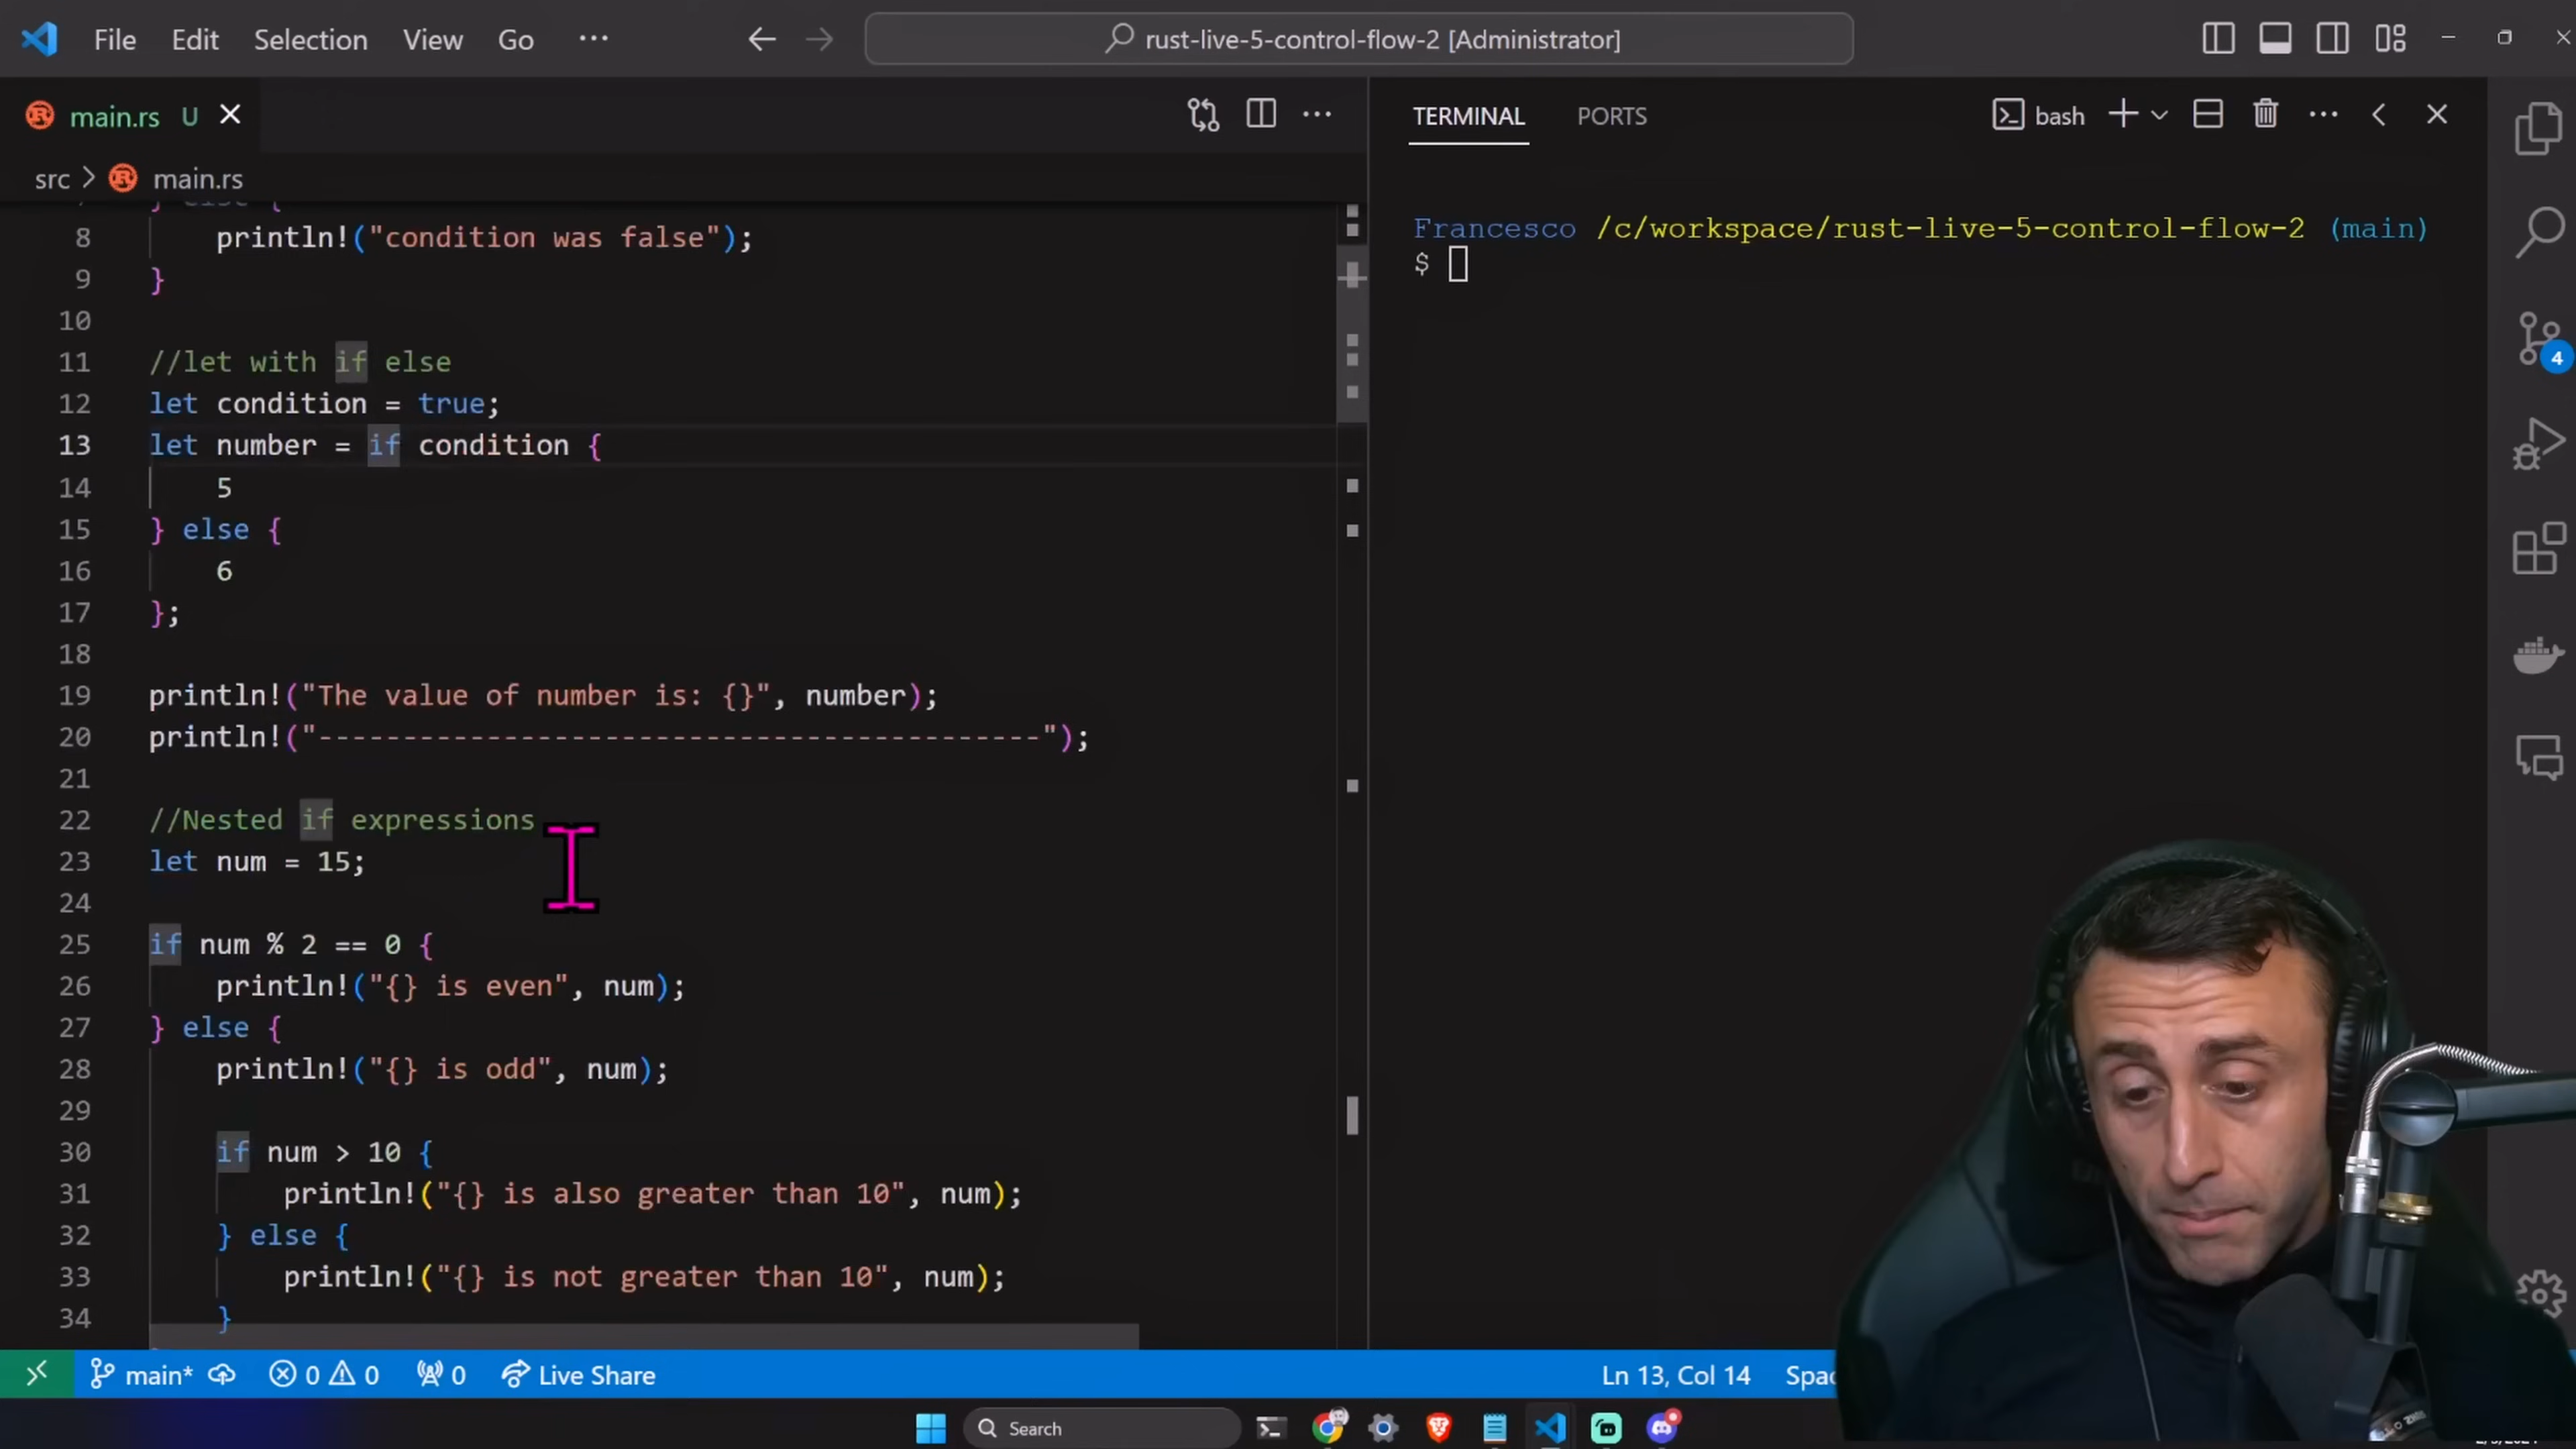 File Edit Selection View Go ... rust-live-5-control-flow-2 [Administrator]
main.rs U
TERMINAL PORTS bash
src > main.rs
Francesco /c/workspace/rust-live-5-control-flow-2 (main)
$
8 println!("condition was false");
9 }
10
11 //let with if else
12 let condition = true;
13 let number = if condition {
14 5
15 } else {
16 6
17 };
18
19 println!("The value of number is: {}", number);
20 println!("-------------------------------------------");
21
22 //Nested if expressions
23 let num = 15;
24
25 if num % 2 == 0 {
26 println!("{} is even", num);
27 } else {
28 println!("{} is odd", num);
29
30 if num > 10 {
31 println!("{} is also greater than 10", num);
32 } else {
33 println!("{} is not greater than 10", num);
34 }
4
main* 0 0 0 Live Share Ln 13, Col 14
Search